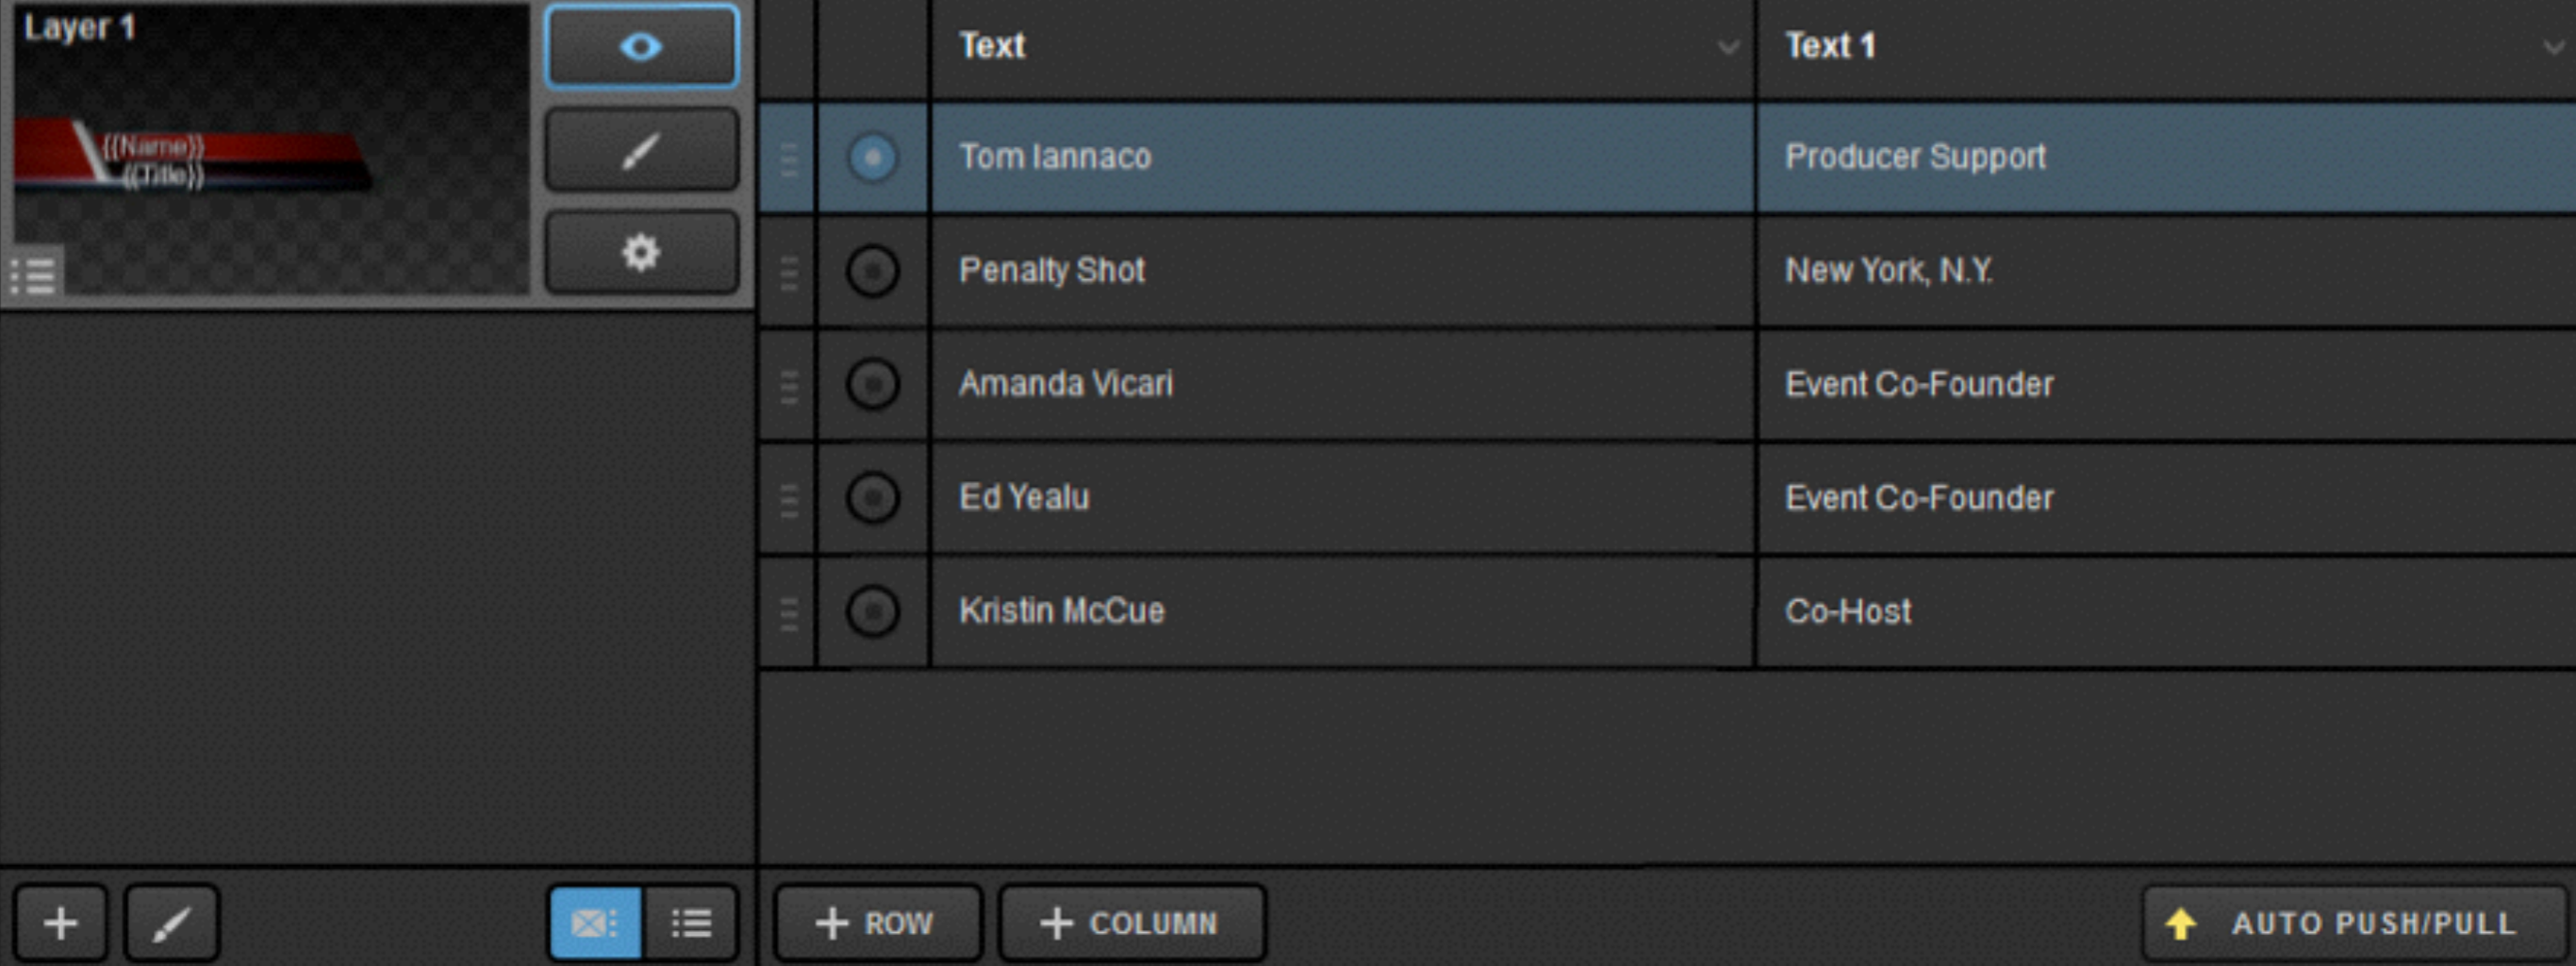 Layer 1
{{Name}}
{{Title}}
Text
Text 1
Tom Iannaco
Producer Support
Penalty Shot
New York, N.Y.
Amanda Vicari
Event Co-Founder
Ed Yealu
Event Co-Founder
Kristin McCue
Co-Host
ROW
COLUMN
AUTO PUSH/PULL